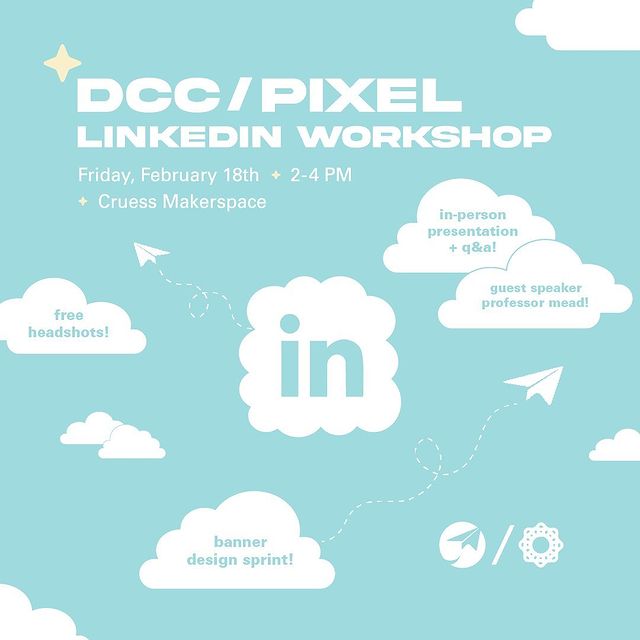 DCC / PIXEL
LINKEDIN WORKSHOP
Friday, February 18th ✦ 2-4 PM
✦ Cruess Makerspace
in-person
presentation
+ q&a!
guest speaker
professor mead!
free
headshots!
in
banner
design sprint!
/